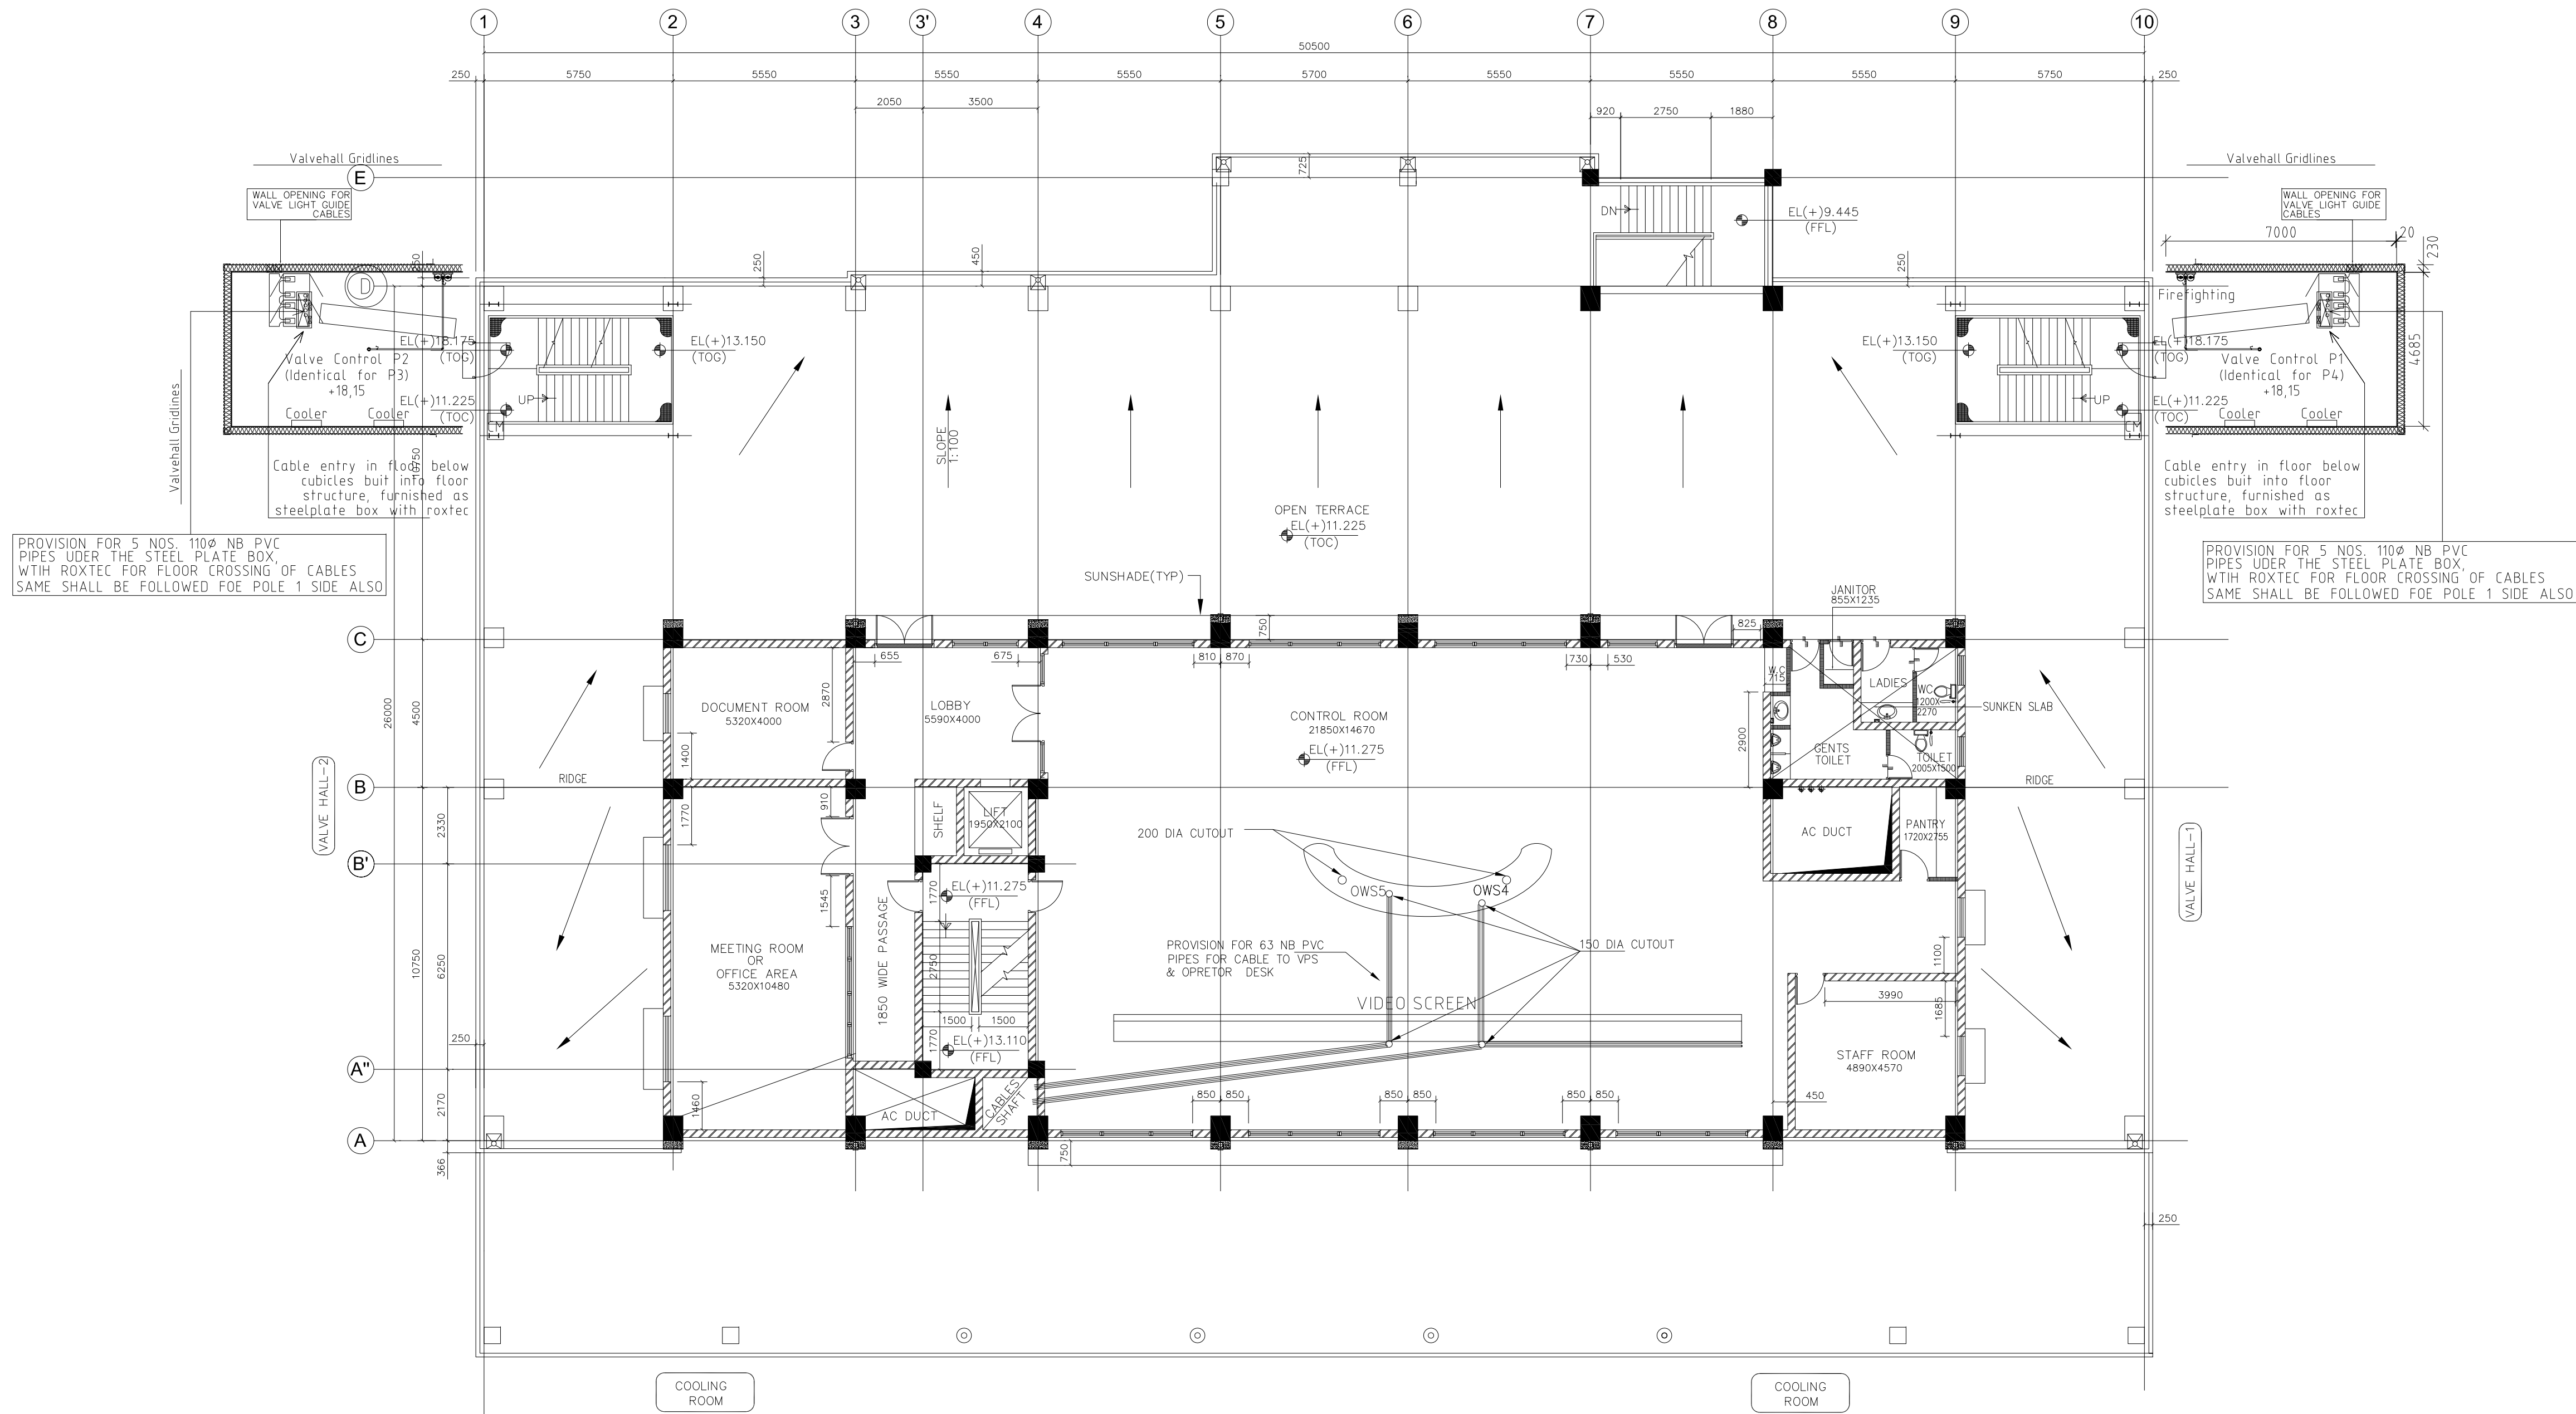 1
2
3
3'
4
5
6
7
8
9
10
50500
250
5750
5550
5550
5550
5700
5550
5550
5550
5750
250
2050
3500
920
2750
1880
Valvehall Gridlines
Valvehall Gridlines
E
725
WALL OPENING FOR
VALVE LIGHT GUIDE
CABLES
WALL OPENING FOR
VALVE LIGHT GUIDE
CABLES
DN
EL(+)9.445
(FFL)
7000
20
230
250
250
450
250
D
Firefighting
EL(+)18.175
(TOG)
EL(+)13.150
(TOG)
EL(+)13.150
(TOG)
EL(+)18.175
(TOG)
4685
Valve Control P2
(Identical for P3)
+18,15
Valve Control P1
(Identical for P4)
+18,15
Valvehall Gridlines
EL(+)11.225
(TOC)
UP
UP
EL(+)11.225
(TOC)
Cooler
Cooler
CM
CM
Cooler
Cooler
SLOPE
1:100
Cable entry in floor below
cubicles buit into floor
structure, furnished as
steelplate box with roxtec
10750
Cable entry in floor below
cubicles buit into floor
structure, furnished as
steelplate box with roxtec
OPEN TERRACE
EL(+)11.225
(TOC)
PROVISION FOR 5 NOS. 110ø NB PVC
PIPES UDER THE STEEL PLATE BOX,
WTIH ROXTEC FOR FLOOR CROSSING OF CABLES
SAME SHALL BE FOLLOWED FOE POLE 1 SIDE ALSO
PROVISION FOR 5 NOS. 110ø NB PVC
PIPES UDER THE STEEL PLATE BOX,
WTIH ROXTEC FOR FLOOR CROSSING OF CABLES
SAME SHALL BE FOLLOWED FOE POLE 1 SIDE ALSO
SUNSHADE(TYP)
JANITOR
855X1235
C
750
825
655
675
810
870
730
530
W.C
715
2870
26000
4500
DOCUMENT ROOM
5320X4000
LOBBY
5590X4000
CONTROL ROOM
21850X14670
EL(+)11.275
(FFL)
LADIES
WC
1200X
2270
SUNKEN SLAB
1400
2900
GENTS
TOILET
TOILET
2005X1500
VALVE HALL-2
B
RIDGE
RIDGE
1770
910
2330
SHELF
LIFT
1950X2100
200 DIA CUTOUT
AC DUCT
PANTRY
1720X2755
VALVE HALL-1
B'
1770
EL(+)11.275
(FFL)
OWS5
OWS4
1545
1850 WIDE PASSAGE
MEETING ROOM
OR
OFFICE AREA
5320X10480
10750
6250
2750
PROVISION FOR 63 NB PVC
PIPES FOR CABLE TO VPS
& OPRETOR DESK
150 DIA CUTOUT
1100
VIDEO SCREEN
3990
1685
1500
1500
250
1770
EL(+)13.110
(FFL)
STAFF ROOM
4890X4570
A"
2170
1460
AC DUCT
CABLES
SHAFT
850
850
850
850
850
850
450
A
366
750
250
COOLING
ROOM
COOLING
ROOM